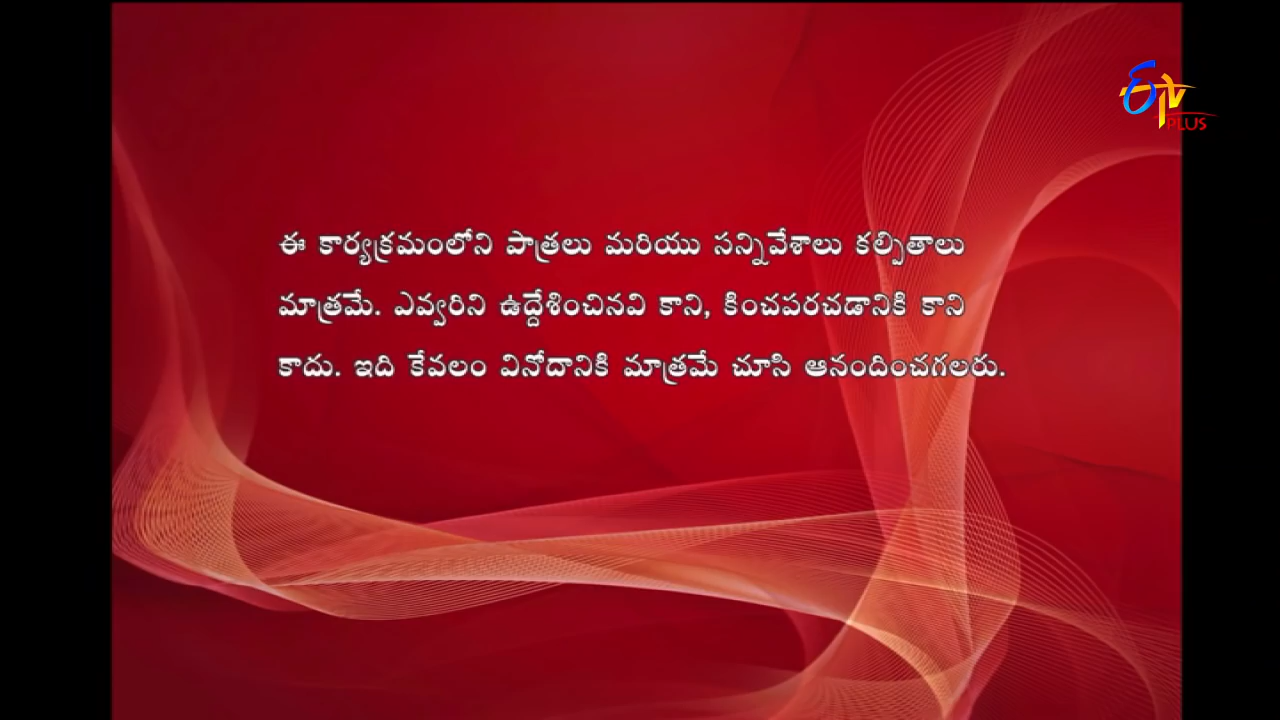 ETV
PLUS
ఈ కార్యక్రమంలోని పాత్రలు మరియు సన్నివేశాలు కల్పితాలు
మాత్రమే. ఎవ్వరిని ఉద్దేశించినవి కాని, కించపరచడానికి కాని
కాదు. ఇది కేవలం వినోదానికి మాత్రమే చూసి ఆనందించగలరు.